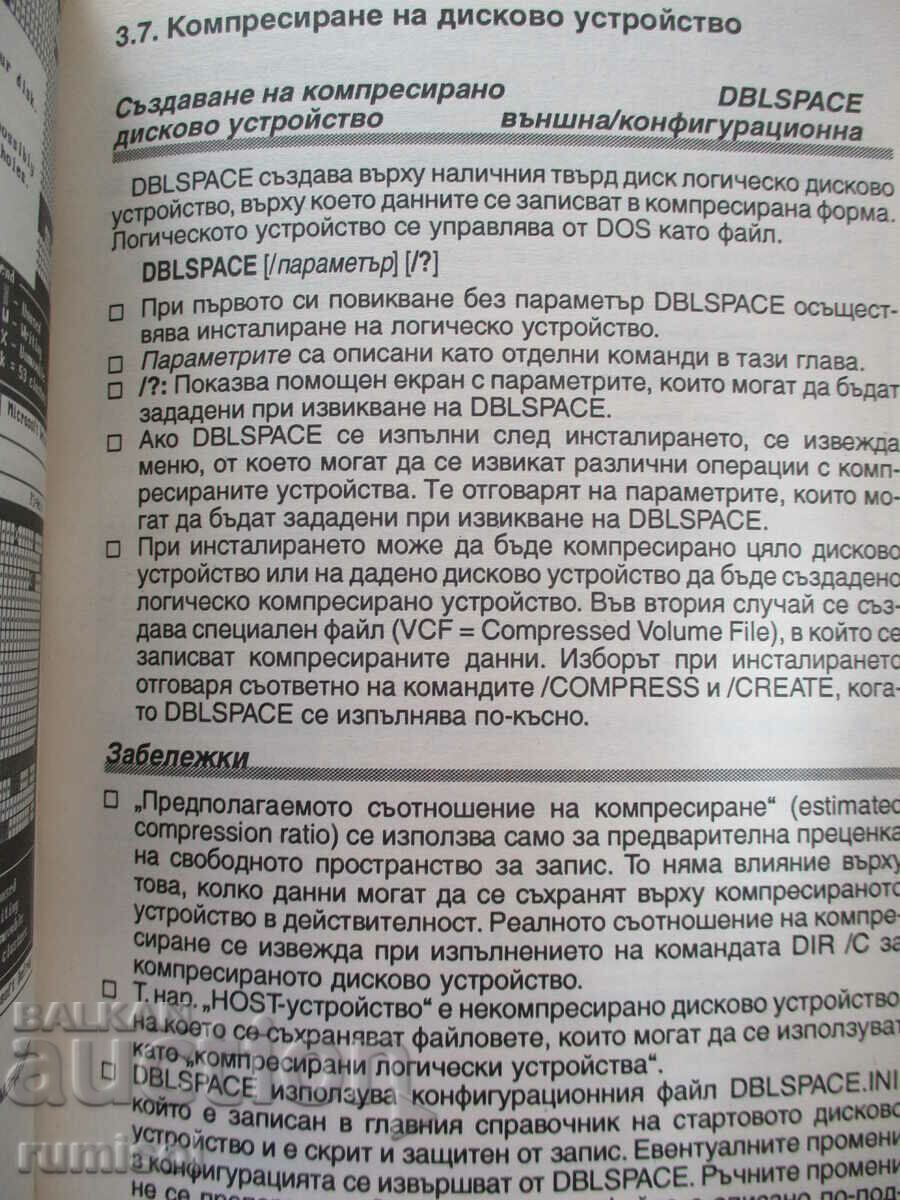 ur disk.
ossibly
holes.
3.7. Компресиране на дисково устройство
Създаване на компресирано DBLSPACE
дисково устройство външна/конфигурационна
DBLSPACE създава върху наличния твърд диск логическо дисково
устройство, върху което данните се записват в компресирана форма.
Логическото устройство се управлява от DOS като файл.
DBLSPACE [/параметър] [/?]
□ При първото си повикване без параметър DBLSPACE осъщест-
вява инсталиране на логическо устройство.
□ Параметрите са описани като отделни команди в тази глава.
□ /?: Показва помощен екран с параметрите, които могат да бъдат
зададени при извикване на DBLSPACE.
□ Ако DBLSPACE се изпълни след инсталирането, се извежда
меню, от което могат да се извикат различни операции с комп-
ресираните устройства. Те отговарят на параметрите, които мо-
гат да бъдат зададени при извикване на DBLSPACE.
□ При инсталирането може да бъде компресирано цяло дисково
устройство или на дадено дисково устройство да бъде създадено
логическо компресирано устройство. Във втория случай се съз-
дава специален файл (VCF = Compressed Volume File), в който се
записват компресираните данни. Изборът при инсталирането
отговаря съответно на командите /COMPRESS и /CREATE, кога-
то DBLSPACE се изпълнява по-късно.
Забележки
□ „Предполагаемото съотношение на компресиране“ (estimated
compression ratio) се използва само за предварителна преценка
на свободното пространство за запис. То няма влияние върху
това, колко данни могат да се съхранят върху компресираното
устройство в действителност. Реалното съотношение на компре-
сиране се извежда при изпълнението на командата DIR /C за
компресираното дисково устройство.
□ Т.нар. „HOST-устройство“ е некомпресирано дисково устройство,
на което се съхраняват файловете, които могат да се използуват
като „компресирани логически устройства“.
□ DBLSPACE използува конфигурационния файл DBLSPACE.INI,
който е записан в главния справочник на стартовото дисково
устройство и е скрит и защитен от запис. Евентуалните промени
в конфигурацията се извършват от DBLSPACE. Ръчните промени
не се
BALKAN
auction